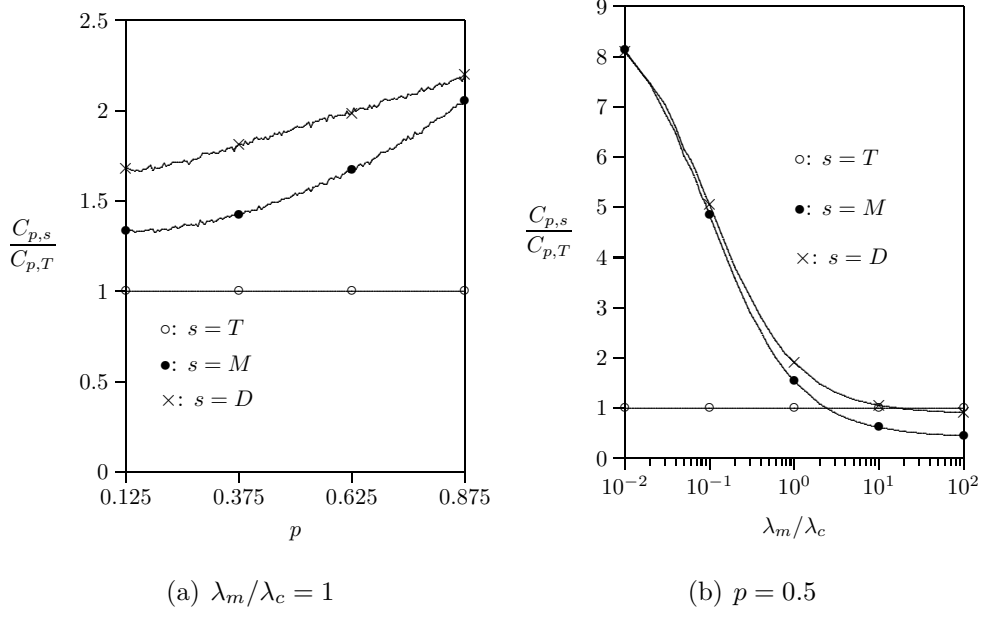 2.5
2
1.5
1
0.5
0
C_{p,s}
C_{p,T}
○: s = T
●: s = M
×: s = D
0.125 0.375 0.625 0.875
p
(a) λ_m/λ_c = 1
9
8
7
6
5
4
3
2
1
0
C_{p,s}
C_{p,T}
○: s = T
●: s = M
×: s = D
10^{-2} 10^{-1} 10^0 10^1 10^2
λ_m/λ_c
(b) p = 0.5